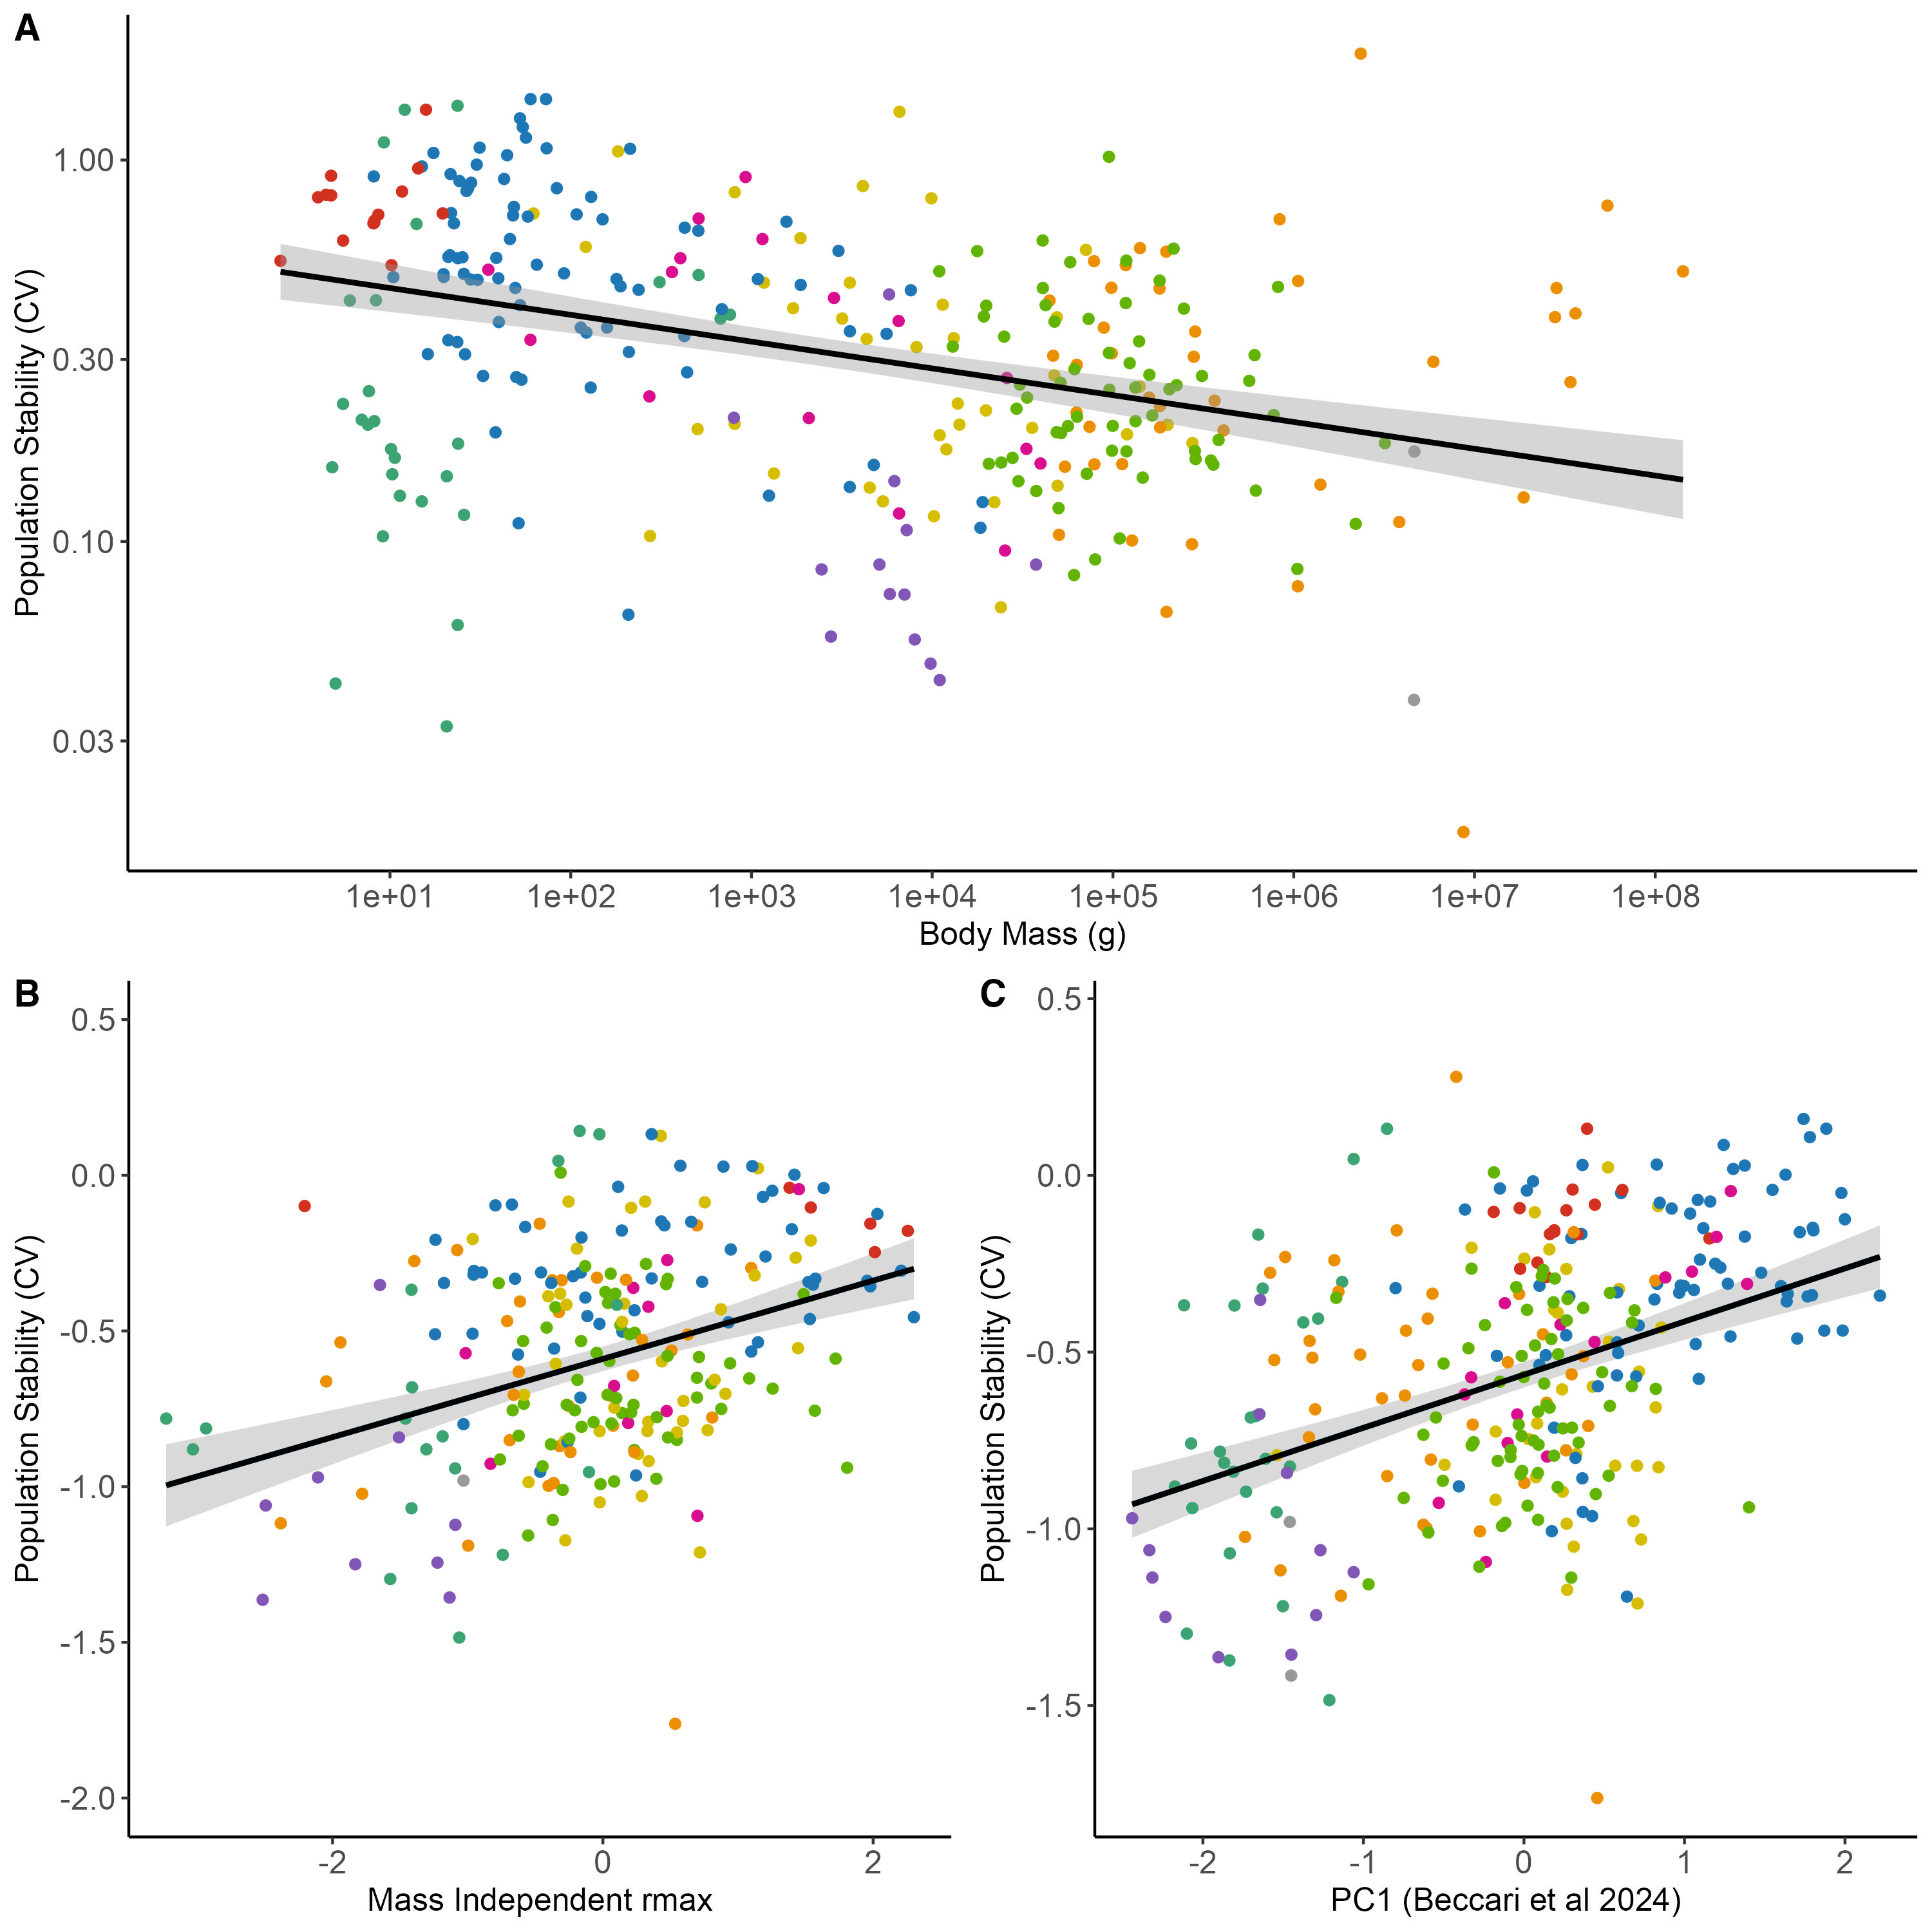 A
Population Stability (CV)
1.00
0.30
0.10
0.03
1e+01 1e+02 1e+03 1e+04 1e+05 1e+06 1e+07 1e+08
Body Mass (g)
B
Population Stability (CV)
0.5
0.0
-0.5
-1.0
-1.5
-2.0
-2 0 2
Mass Independent rmax
C
Population Stability (CV)
0.5
0.0
-0.5
-1.0
-1.5
-2 -1 0 1 2
PC1 (Beccari et al 2024)